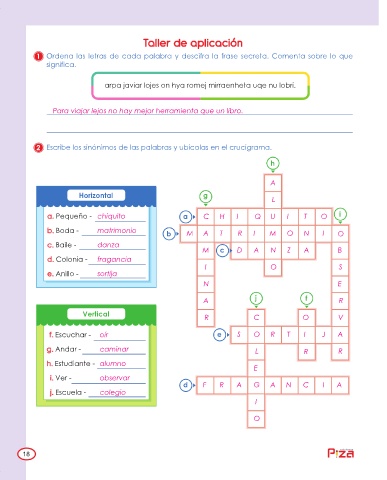 Taller de aplicación
1 Ordena las letras de cada palabra y descifra la frase secreta. Comenta sobre lo que
significa.
arpa javiar lojes on hya romej mirraenheta uqe nu lobri.
Para viajar lejos no hay mejor herramienta que un libro.
2 Escribe los sinónimos de las palabras y ubícalas en el crucigrama.
h
A
Horizontal
g
L
a. Pequeño - chiquito
a C H I Q U I T O i
b. Boda - matrimonio
b M A T R I M O N I O
c. Baile - danza
M c D A N Z A B
d. Colonia - fragancia
I O S
e. Anillo - sortija
N E
A j f R
Vertical
R C O V
f. Escuchar - oír
e S O R T I J A
g. Andar - caminar
L R R
h. Estudiante - alumno
E
i. Ver - observar
d F R A G A N C I A
j. Escuela - colegio
I
O
18
Piza